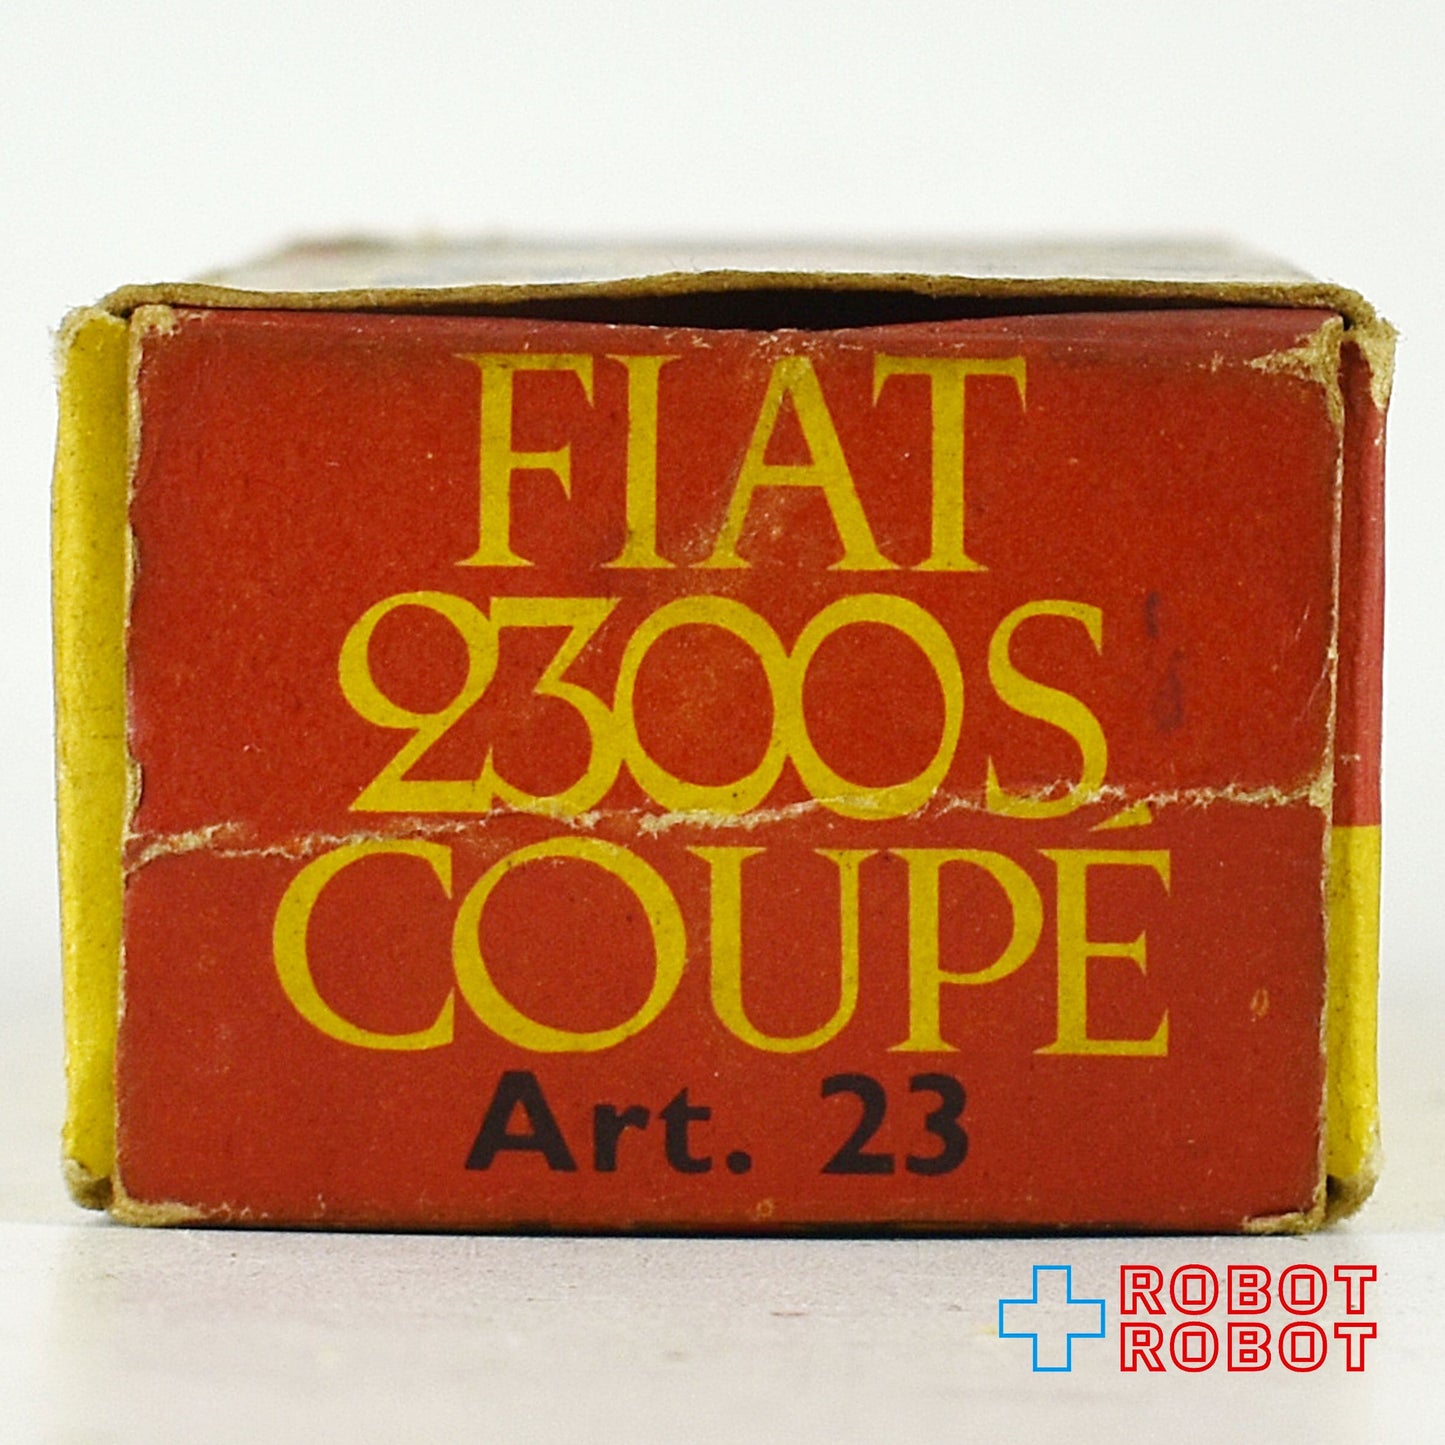 FIAT
2300S
COUPÉ
Art. 23
ROBOT
ROBOT